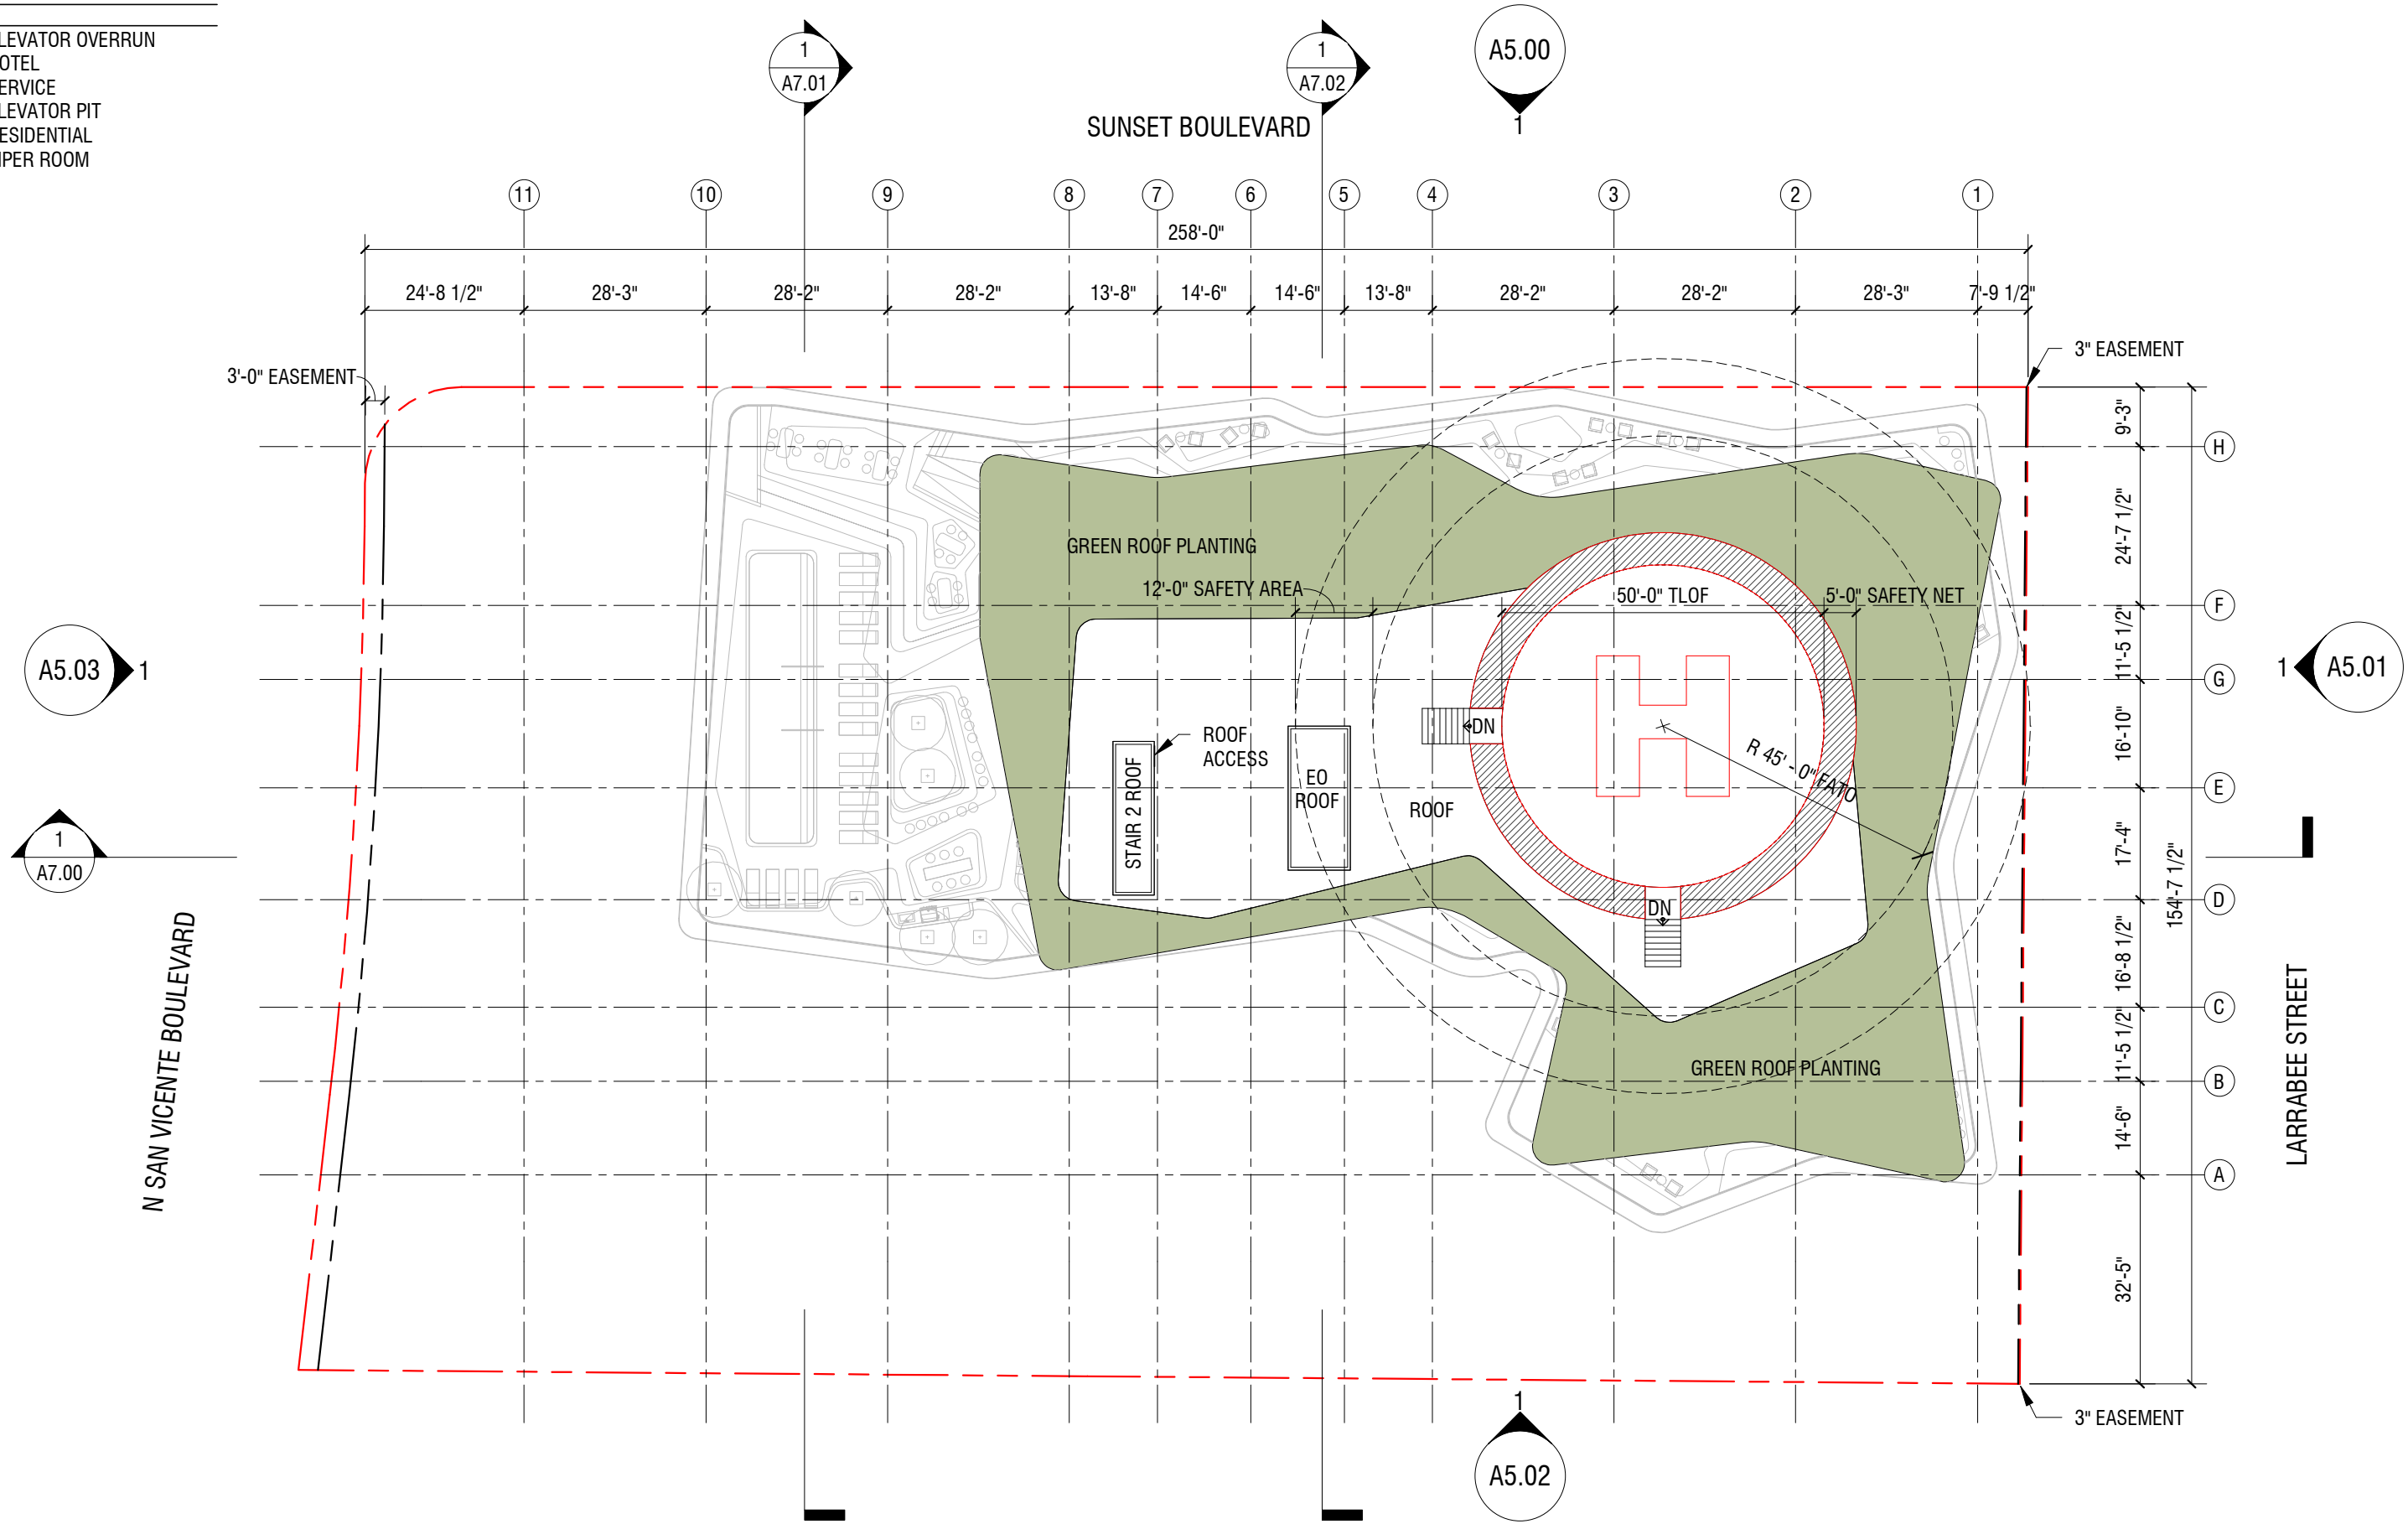 LEVATOR OVERRUN
OTEL
ERVICE
LEVATOR PIT
ESIDENTIAL
IPER ROOM
1
A7.01
1
A7.02
A5.00
1
SUNSET BOULEVARD
11
10
9
8
7
6
5
4
3
2
1
258'-0"
24'-8 1/2"
28'-3"
28'-2"
28'-2"
13'-8"
14'-6"
14'-6"
13'-8"
28'-2"
28'-2"
28'-3"
7'-9 1/2"
3'-0" EASEMENT
3" EASEMENT
9'-3"
H
24'-7 1/2"
GREEN ROOF PLANTING
12'-0" SAFETY AREA
50'-0" TLOF
5'-0" SAFETY NET
F
11'-5 1/2"
A5.03
1
1
A5.01
G
16'-10"
DN
ROOF
ACCESS
R 45' - 0" FATO
EO
ROOF
STAIR 2 ROOF
ROOF
E
1
A7.00
17'-4"
154'-7 1/2"
DN
D
16'-8 1/2"
N SAN VICENTE BOULEVARD
LARRABEE STREET
C
11'-5 1/2"
GREEN ROOF PLANTING
B
14'-6"
A
32'-5"
1
A5.02
3" EASEMENT